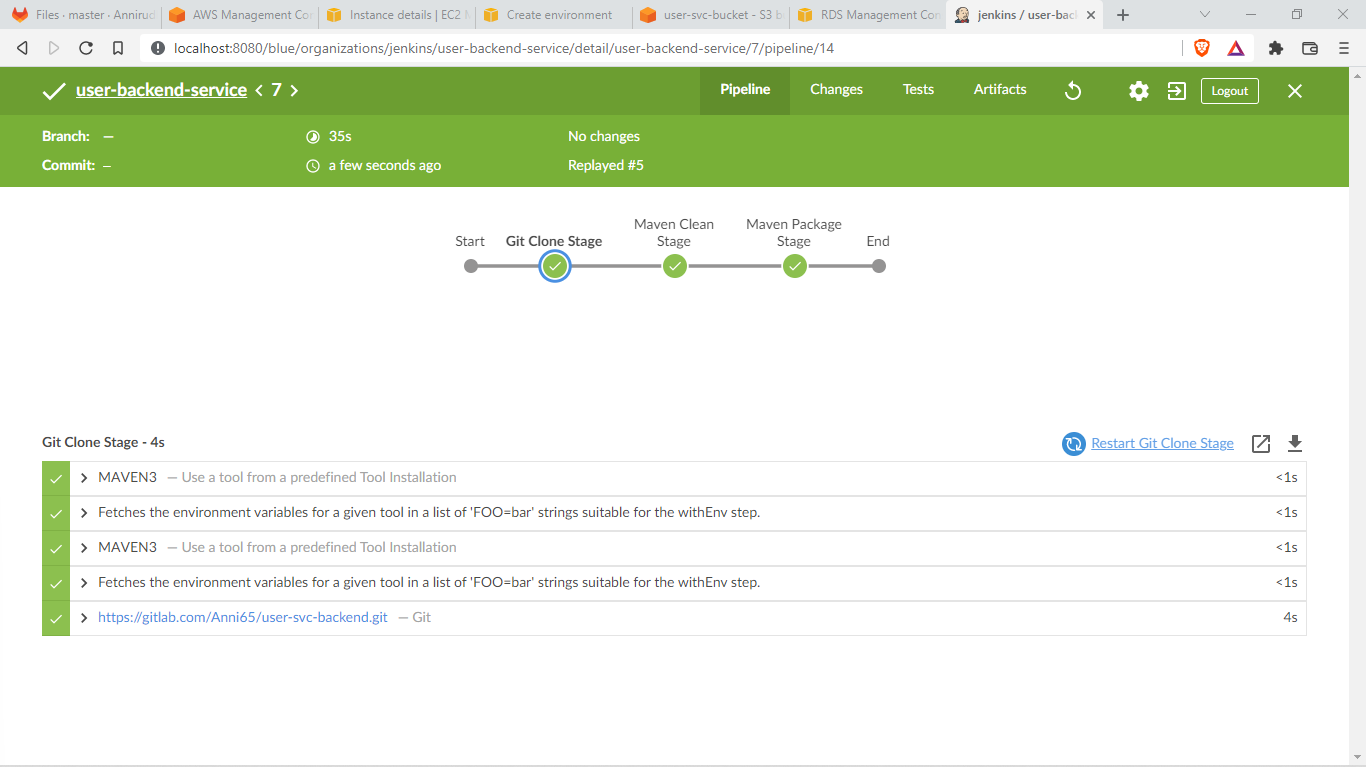 Files · master · Annirud
AWS Management Con
Instance details | EC2 M
Create environment
user-svc-bucket - S3 b
RDS Management Con
jenkins / user-back
localhost:8080/blue/organizations/jenkins/user-backend-service/detail/user-backend-service/7/pipeline/14
user-backend-service < 7 >
Pipeline
Changes
Tests
Artifacts
Logout
Branch: —
35s
No changes
Commit: –
a few seconds ago
Replayed #5
Start
Git Clone Stage
Maven Clean
Stage
Maven Package
Stage
End
Git Clone Stage - 4s
Restart Git Clone Stage
MAVEN3 — Use a tool from a predefined Tool Installation <1s
Fetches the environment variables for a given tool in a list of 'FOO=bar' strings suitable for the withEnv step. <1s
MAVEN3 — Use a tool from a predefined Tool Installation <1s
Fetches the environment variables for a given tool in a list of 'FOO=bar' strings suitable for the withEnv step. <1s
https://gitlab.com/Anni65/user-svc-backend.git — Git 4s